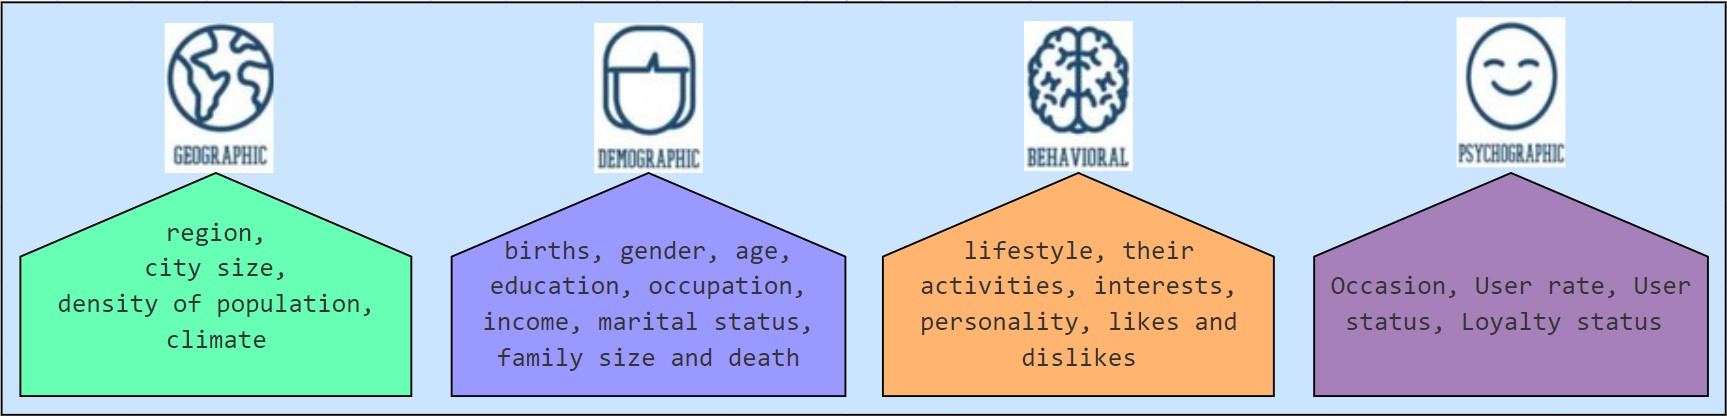 GEOGRAPHIC
region,
city size,
density of population,
climate
DEMOGRAPHIC
births, gender, age,
education, occupation,
income, marital status,
family size and death
BEHAVIORAL
lifestyle, their
activities, interests,
personality, likes and
dislikes
PSYCHOGRAPHIC
Occasion, User rate, User
status, Loyalty status